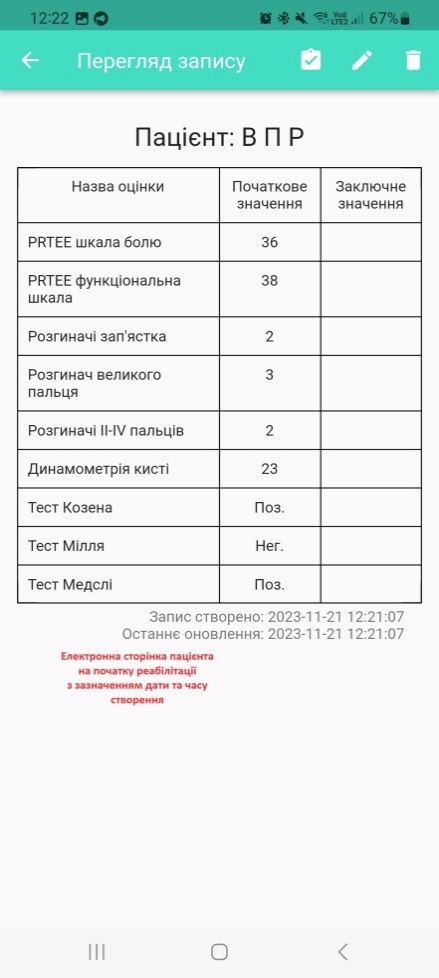 12:22
Vo)) LTE2 67%
Перегляд запису
Пацієнт: В П Р
Назва оцінки
Початкове
значення
Заключне
значення
PRTEE шкала болю
36
PRTEE функціональна
шкала
38
Розгиначі зап'ястка
2
Розгинач великого
пальця
3
Розгиначі II-IV пальців
2
Динамометрія кисті
23
Тест Козена
Поз.
Тест Мілля
Нег.
Тест Медслі
Поз.
Запис створено: 2023-11-21 12:21:07
Останнє оновлення: 2023-11-21 12:21:07
Електронна сторінка пацієнта
на початку реабілітації
з зазначенням дати та часу
створення